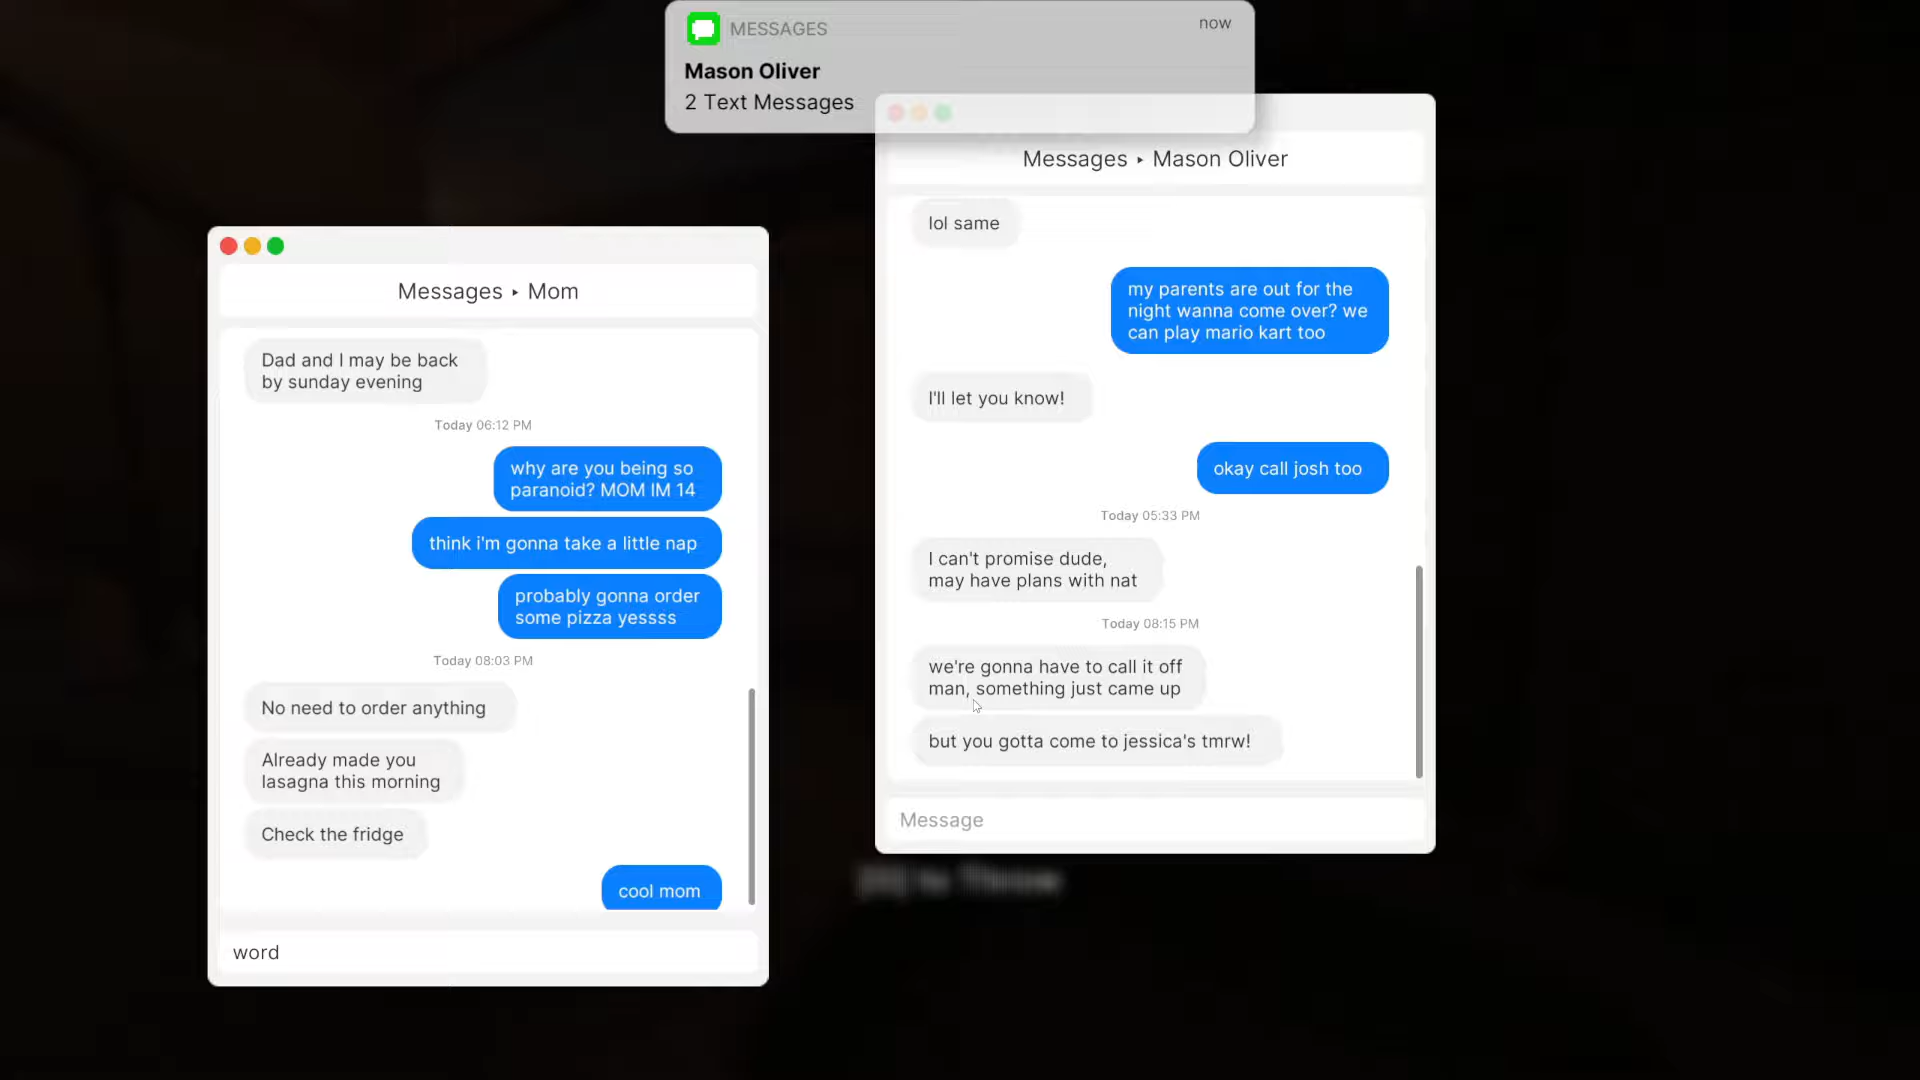 MESSAGES
now
Mason Oliver
2 Text Messages
Messages ‣ Mom
Dad and I may be back
by sunday evening
Today 06:12 PM
why are you being so
paranoid? MOM IM 14
think i'm gonna take a little nap
probably gonna order
some pizza yessss
Today 08:03 PM
No need to order anything
Already made you
lasagna this morning
Check the fridge
cool mom
word
Messages ‣ Mason Oliver
lol same
my parents are out for the
night wanna come over? we
can play mario kart too
I'll let you know!
okay call josh too
Today 05:33 PM
I can't promise dude,
may have plans with nat
Today 08:15 PM
we're gonna have to call it off
man, something just came up
but you gotta come to jessica's tmrw!
Message
to Throw